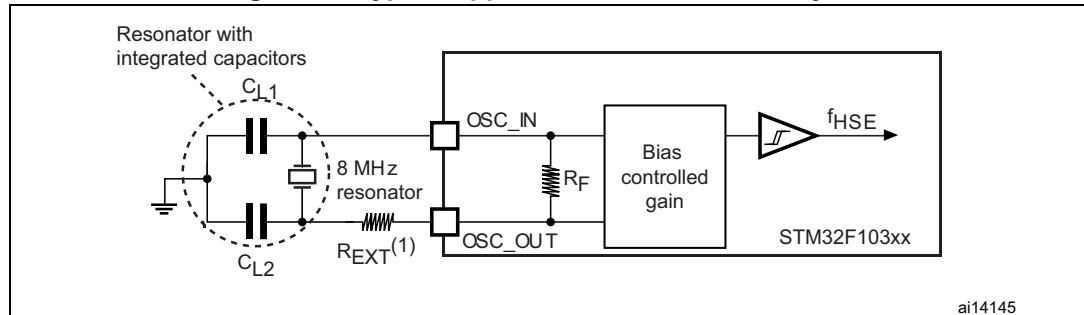 Resonator with
integrated capacitors
CL1
OSC_IN
fHSE
8 MHz
resonator
RF
Bias
controlled
gain
REXT(1)
OSC_OUT
STM32F103xx
CL2
ai14145